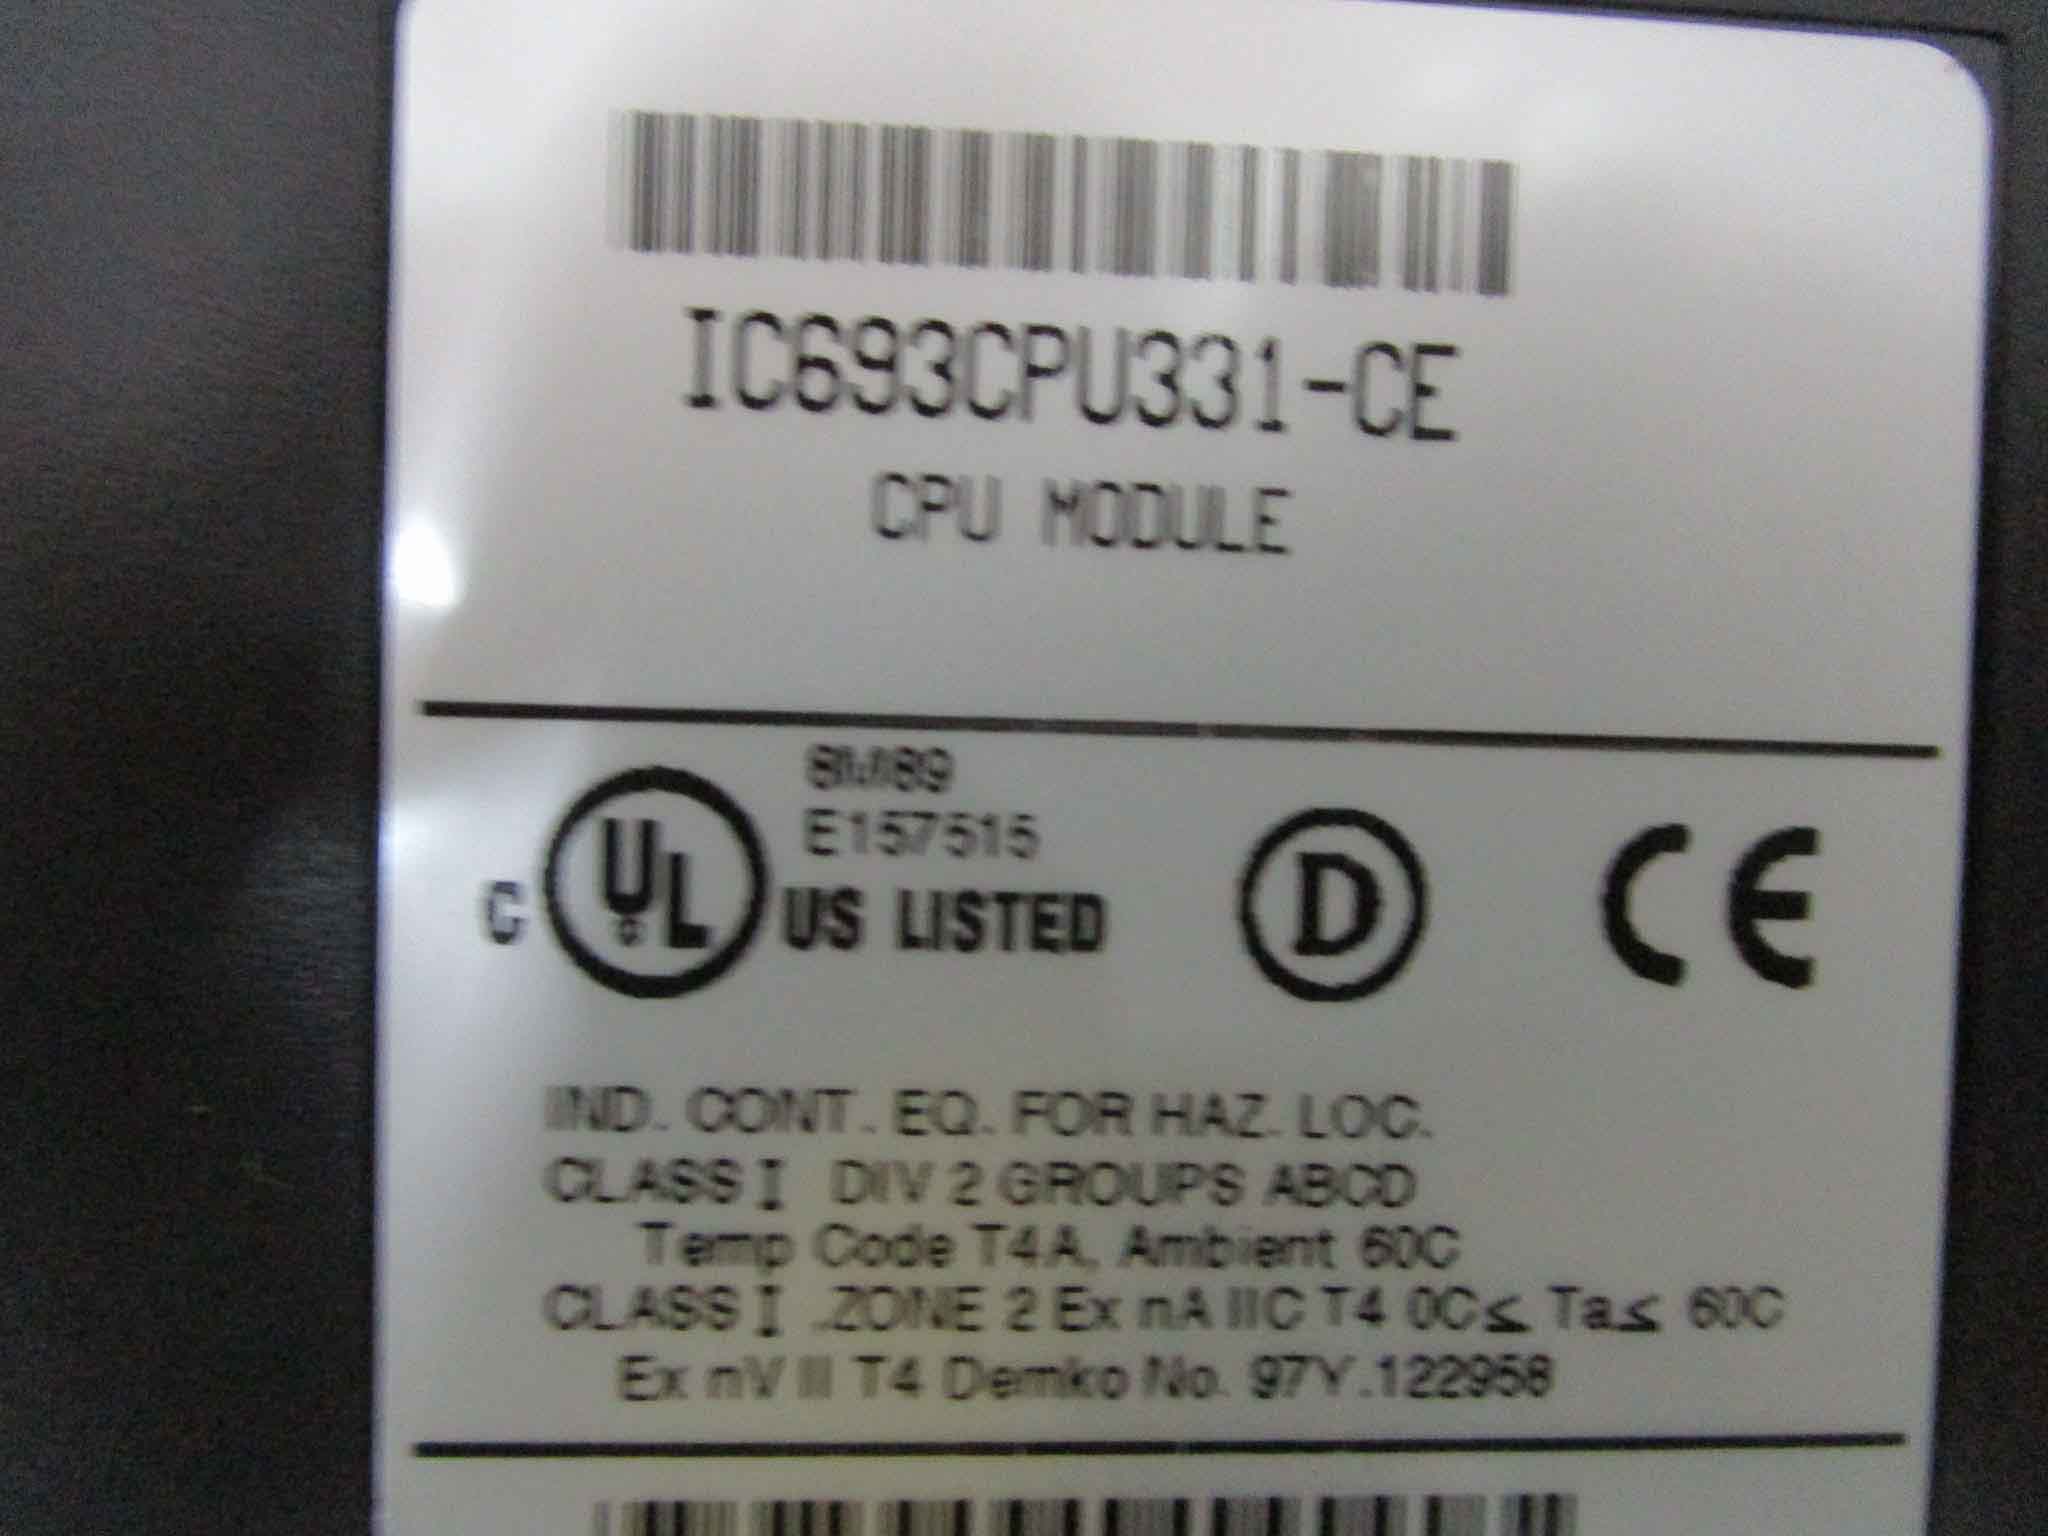 IC693CPU331-CE
CPU MODULE
8M89
E157515
C UL US LISTED
D
CE
IND. CONT. EQ. FOR HAZ. LOC.
CLASS I DIV 2 GROUPS ABCD
Temp Code T4A, Ambient 60C
CLASS I .ZONE 2 Ex nA IIC T4 0C≤ Ta≤ 60C
Ex nV II T4 Demko No. 97Y.122958